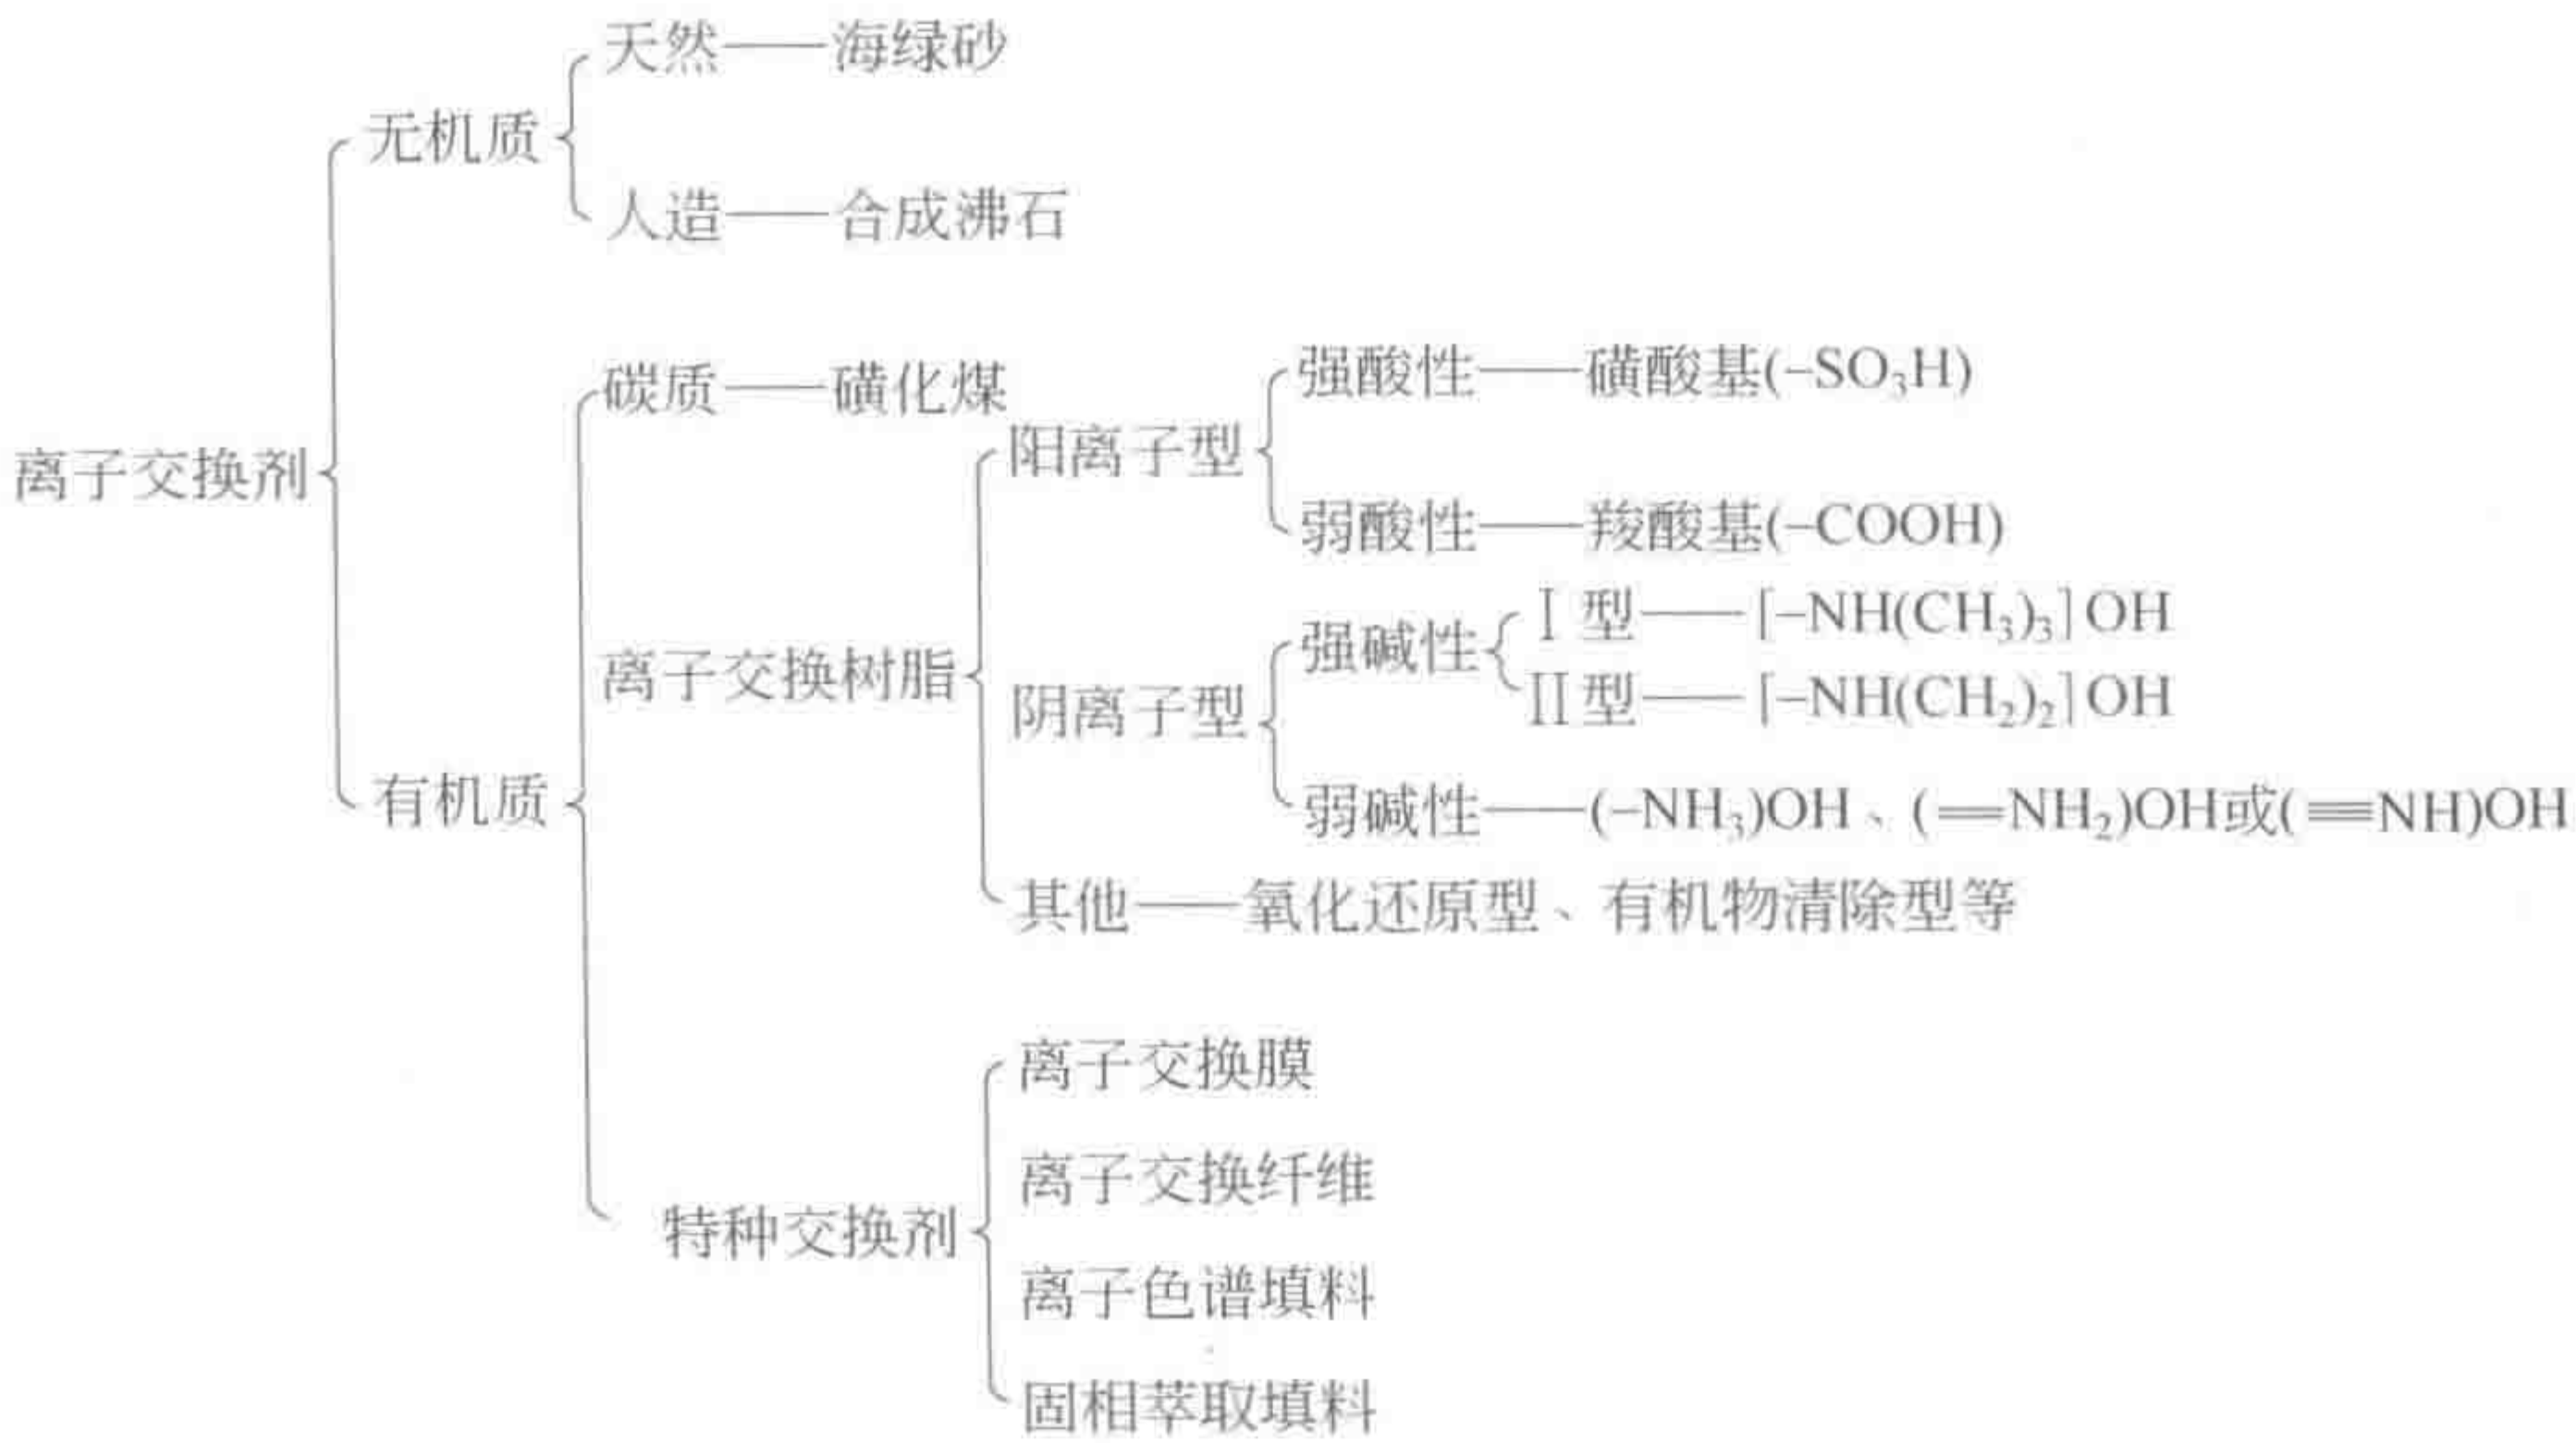 天然——海绿砂
无机质
人造——合成沸石
碳质——磺化煤
强酸性——磺酸基(–SO₃H)
阳离子型
离子交换剂
弱酸性——羧酸基(–COOH)
Ⅰ型——[–NH(CH₃)₃]OH
强碱性
离子交换树脂
Ⅱ型——[–NH(CH₂)₂]OH
阴离子型
有机质
弱碱性——(–NH₃)OH、(═NH₂)OH或(≡NH)OH
其他——氧化还原型、有机物清除型等
离子交换膜
离子交换纤维
特种交换剂
离子色谱填料
固相萃取填料